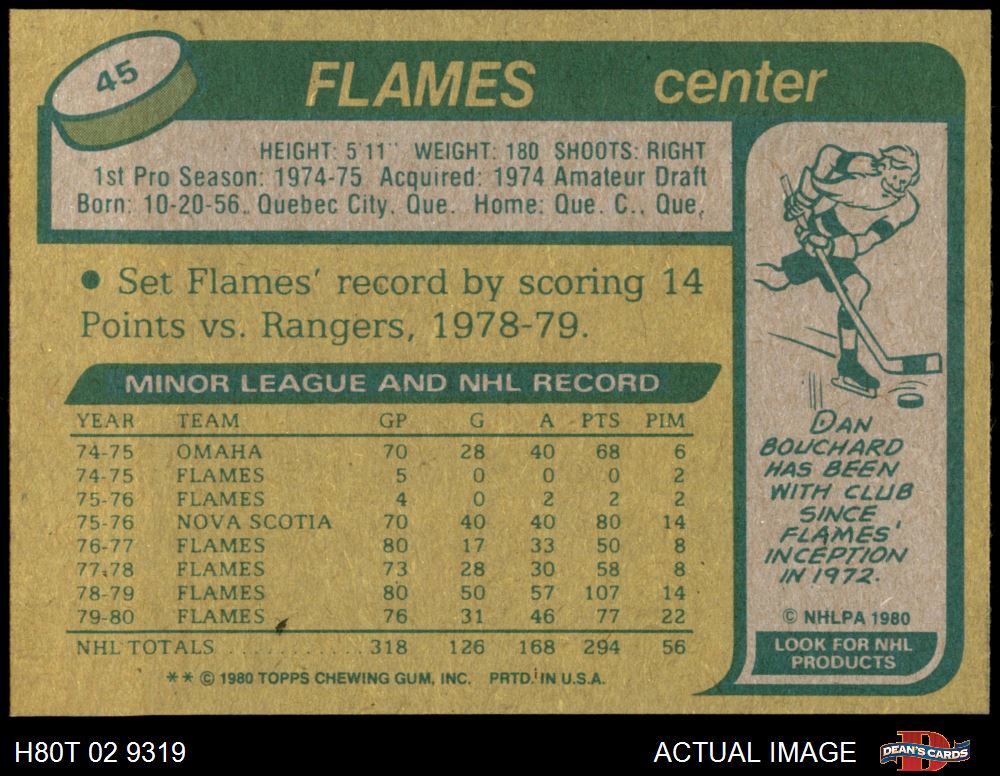 45
FLAMES center
HEIGHT: 5'11" WEIGHT: 180 SHOOTS: RIGHT
1st Pro Season: 1974-75 Acquired: 1974 Amateur Draft
Born: 10-20-56.. Quebec City, Que. Home: Que. C., Que,
● Set Flames' record by scoring 14
Points vs. Rangers, 1978-79.
MINOR LEAGUE AND NHL RECORD
YEAR TEAM GP G A PTS PIM
74-75 OMAHA 70 28 40 68 6
74-75 FLAMES 5 0 0 0 2
75-76 FLAMES 4 0 2 2 2
75-76 NOVA SCOTIA 70 40 40 80 14
76-77 FLAMES 80 17 33 50 8
77-78 FLAMES 73 28 30 58 8
78-79 FLAMES 80 50 57 107 14
79-80 FLAMES 76 31 46 77 22
NHL TOTALS . . . . . . . . . . . 318 126 168 294 56
** © 1980 TOPPS CHEWING GUM, INC. PRTD. IN U.S.A.
DAN
BOUCHARD
HAS BEEN
WITH CLUB
SINCE
FLAMES'
INCEPTION
IN 1972.
© NHLPA 1980
LOOK FOR NHL
PRODUCTS
H80T 02 9319
ACTUAL IMAGE
D
DEAN'S CARDS